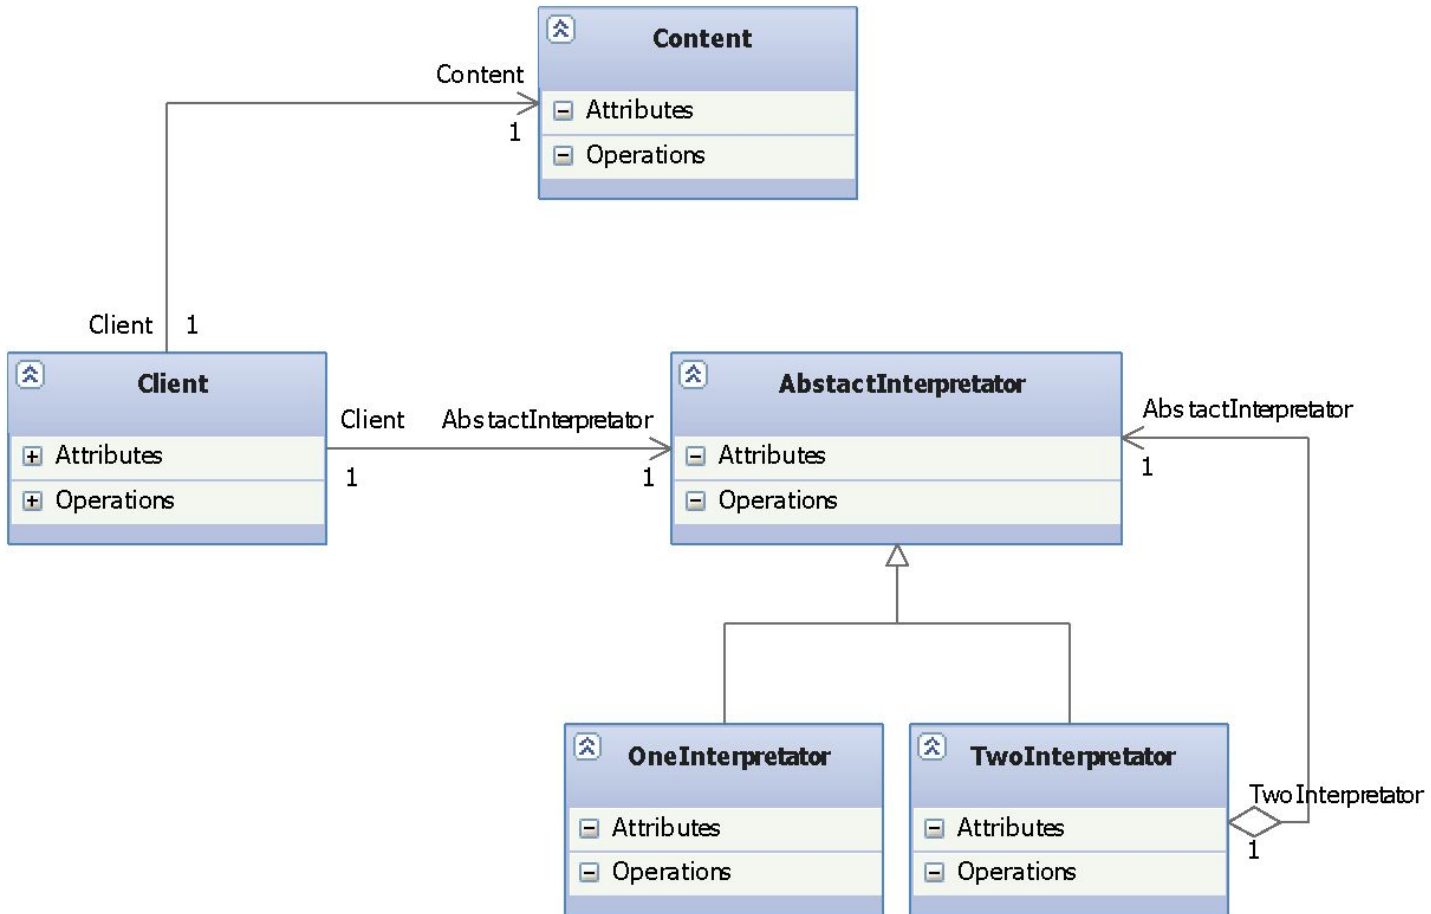 Content
Attributes
Operations
Content
1
Client 1
Client
Attributes
Operations
Client
1
AbstactInterpretator
1
AbstactInterpretator
Attributes
Operations
AbstactInterpretator
1
OneInterpretator
Attributes
Operations
TwoInterpretator
Attributes
Operations
TwoInterpretator
1